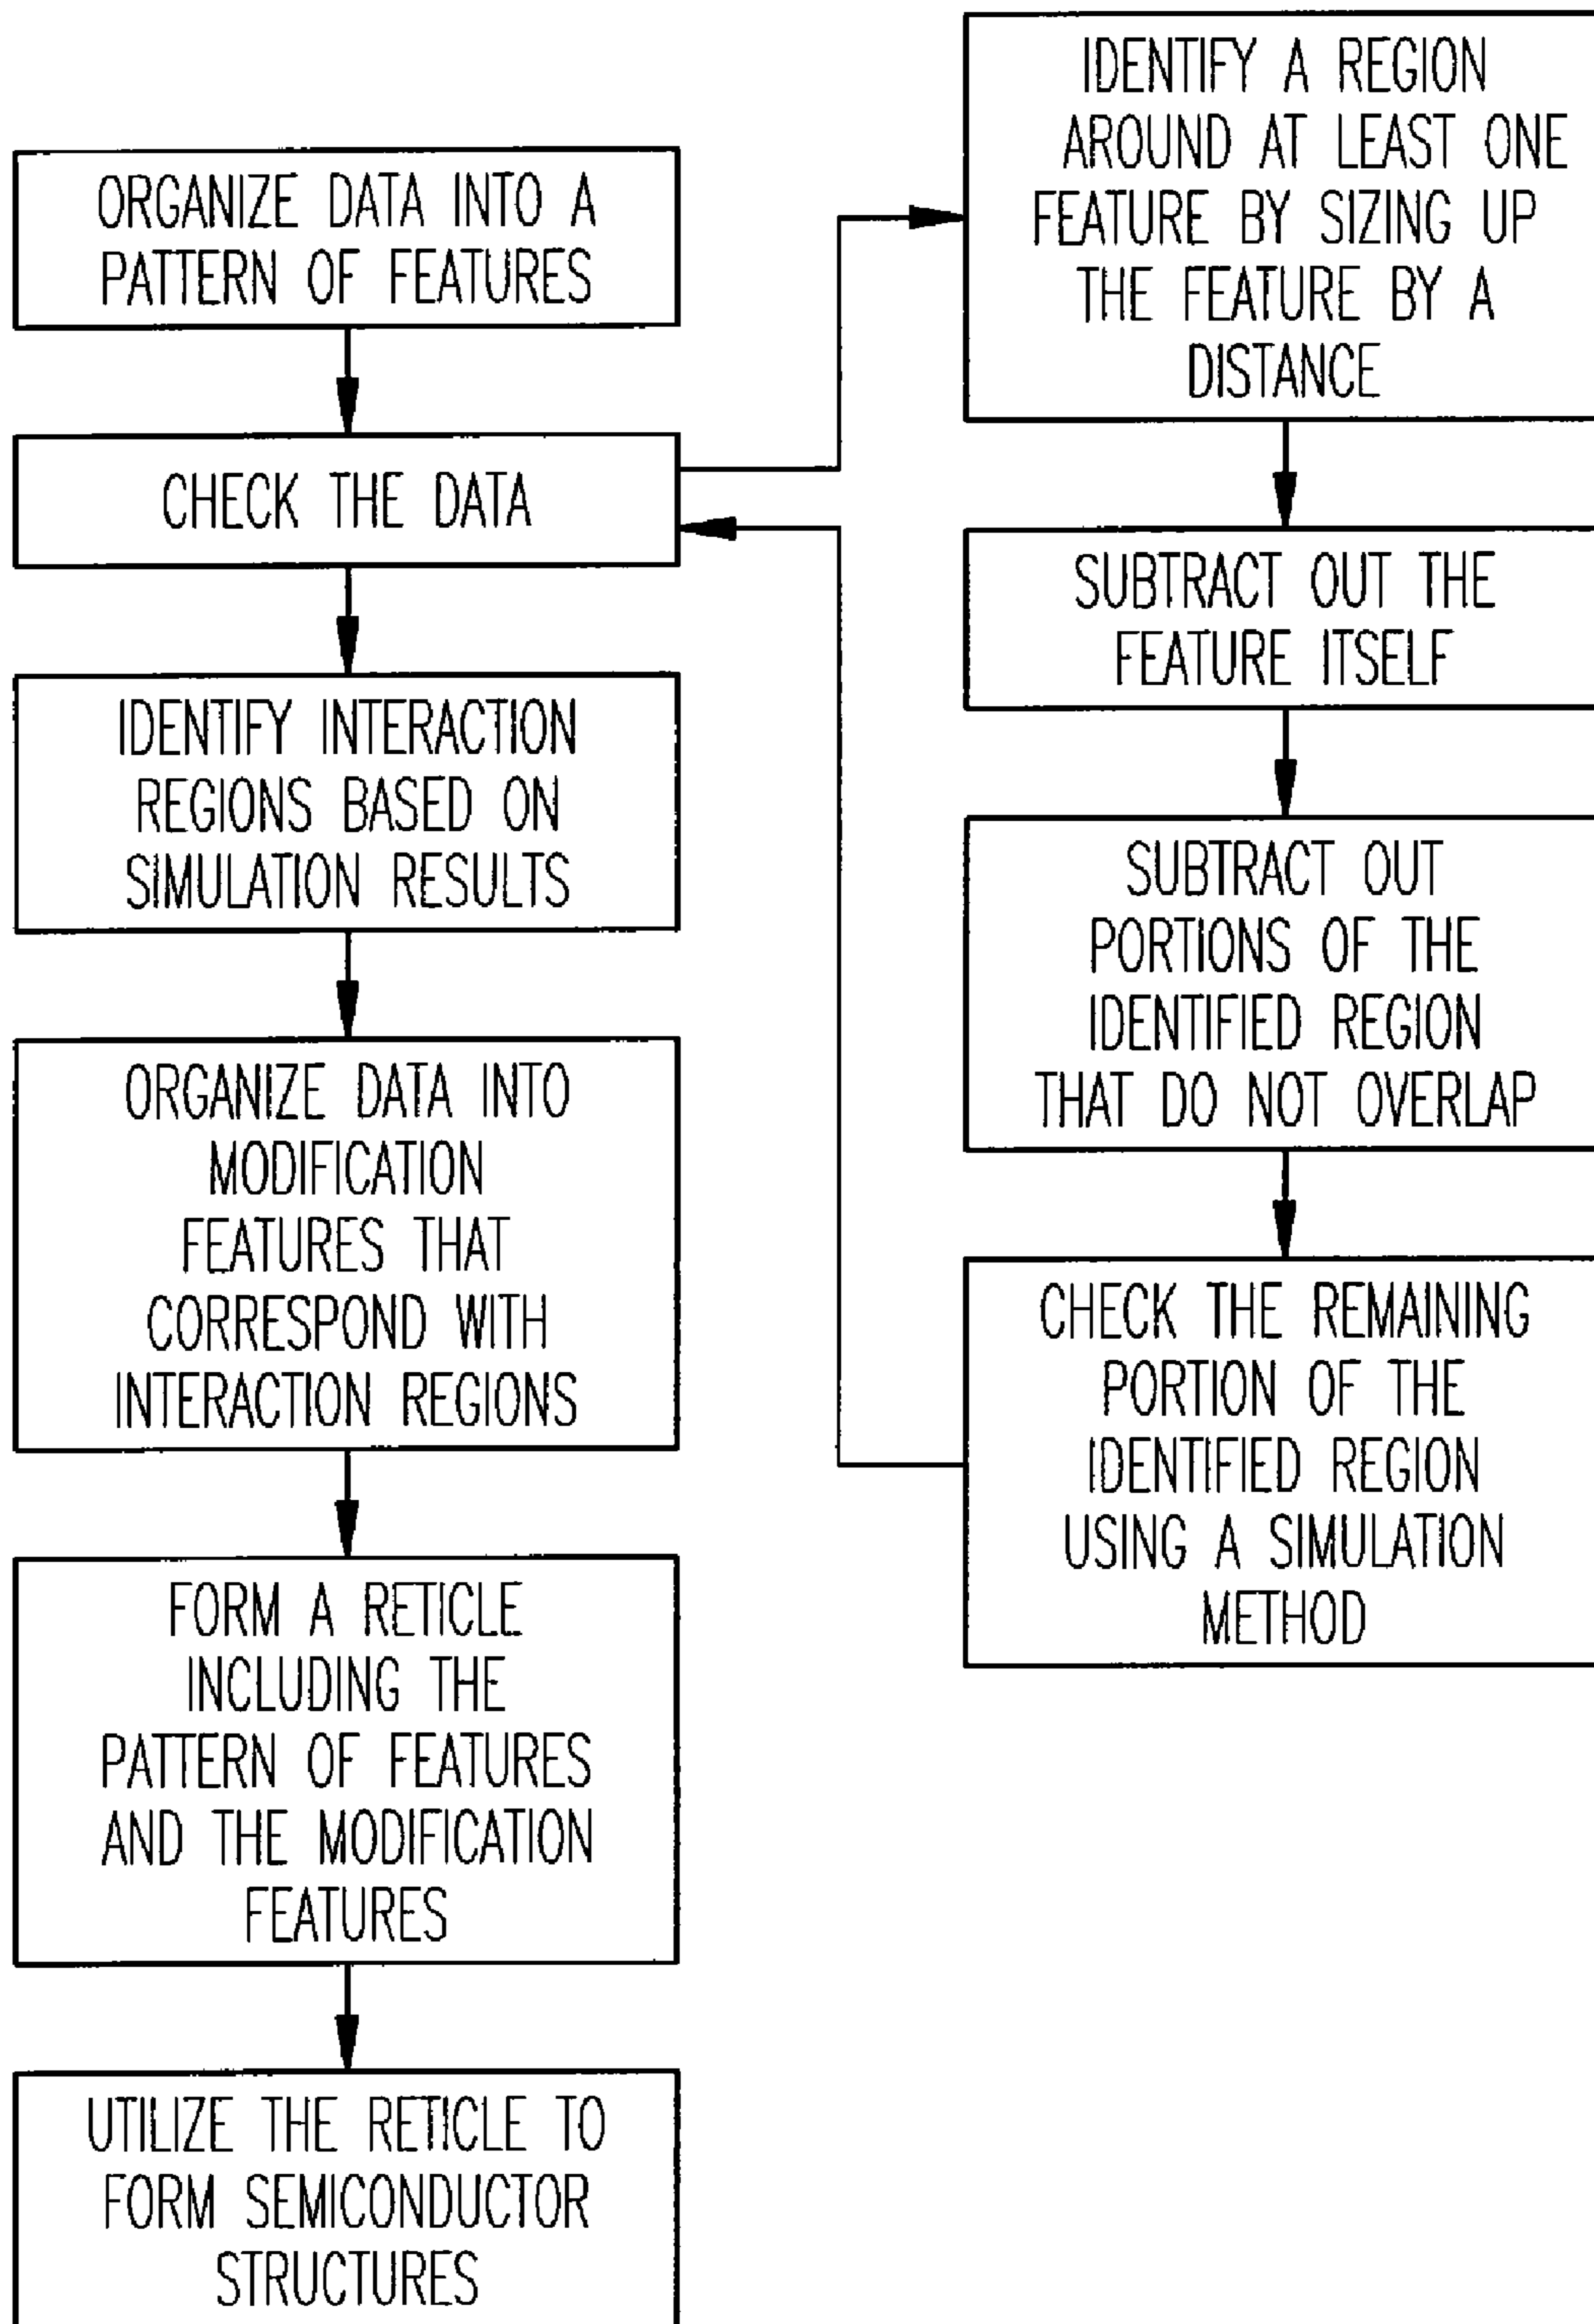 ORGANIZE DATA INTO A
PATTERN OF FEATURES
CHECK THE DATA
IDENTIFY INTERACTION
REGIONS BASED ON
SIMULATION RESULTS
ORGANIZE DATA INTO
MODIFICATION
FEATURES THAT
CORRESPOND WITH
INTERACTION REGIONS
FORM A RETICLE
INCLUDING THE
PATTERN OF FEATURES
AND THE MODIFICATION
FEATURES
UTILIZE THE RETICLE TO
FORM SEMICONDUCTOR
STRUCTURES
IDENTIFY A REGION
AROUND AT LEAST ONE
FEATURE BY SIZING UP
THE FEATURE BY A
DISTANCE
SUBTRACT OUT THE
FEATURE ITSELF
SUBTRACT OUT
PORTIONS OF THE
IDENTIFIED REGION
THAT DO NOT OVERLAP
CHECK THE REMAINING
PORTION OF THE
IDENTIFIED REGION
USING A SIMULATION
METHOD